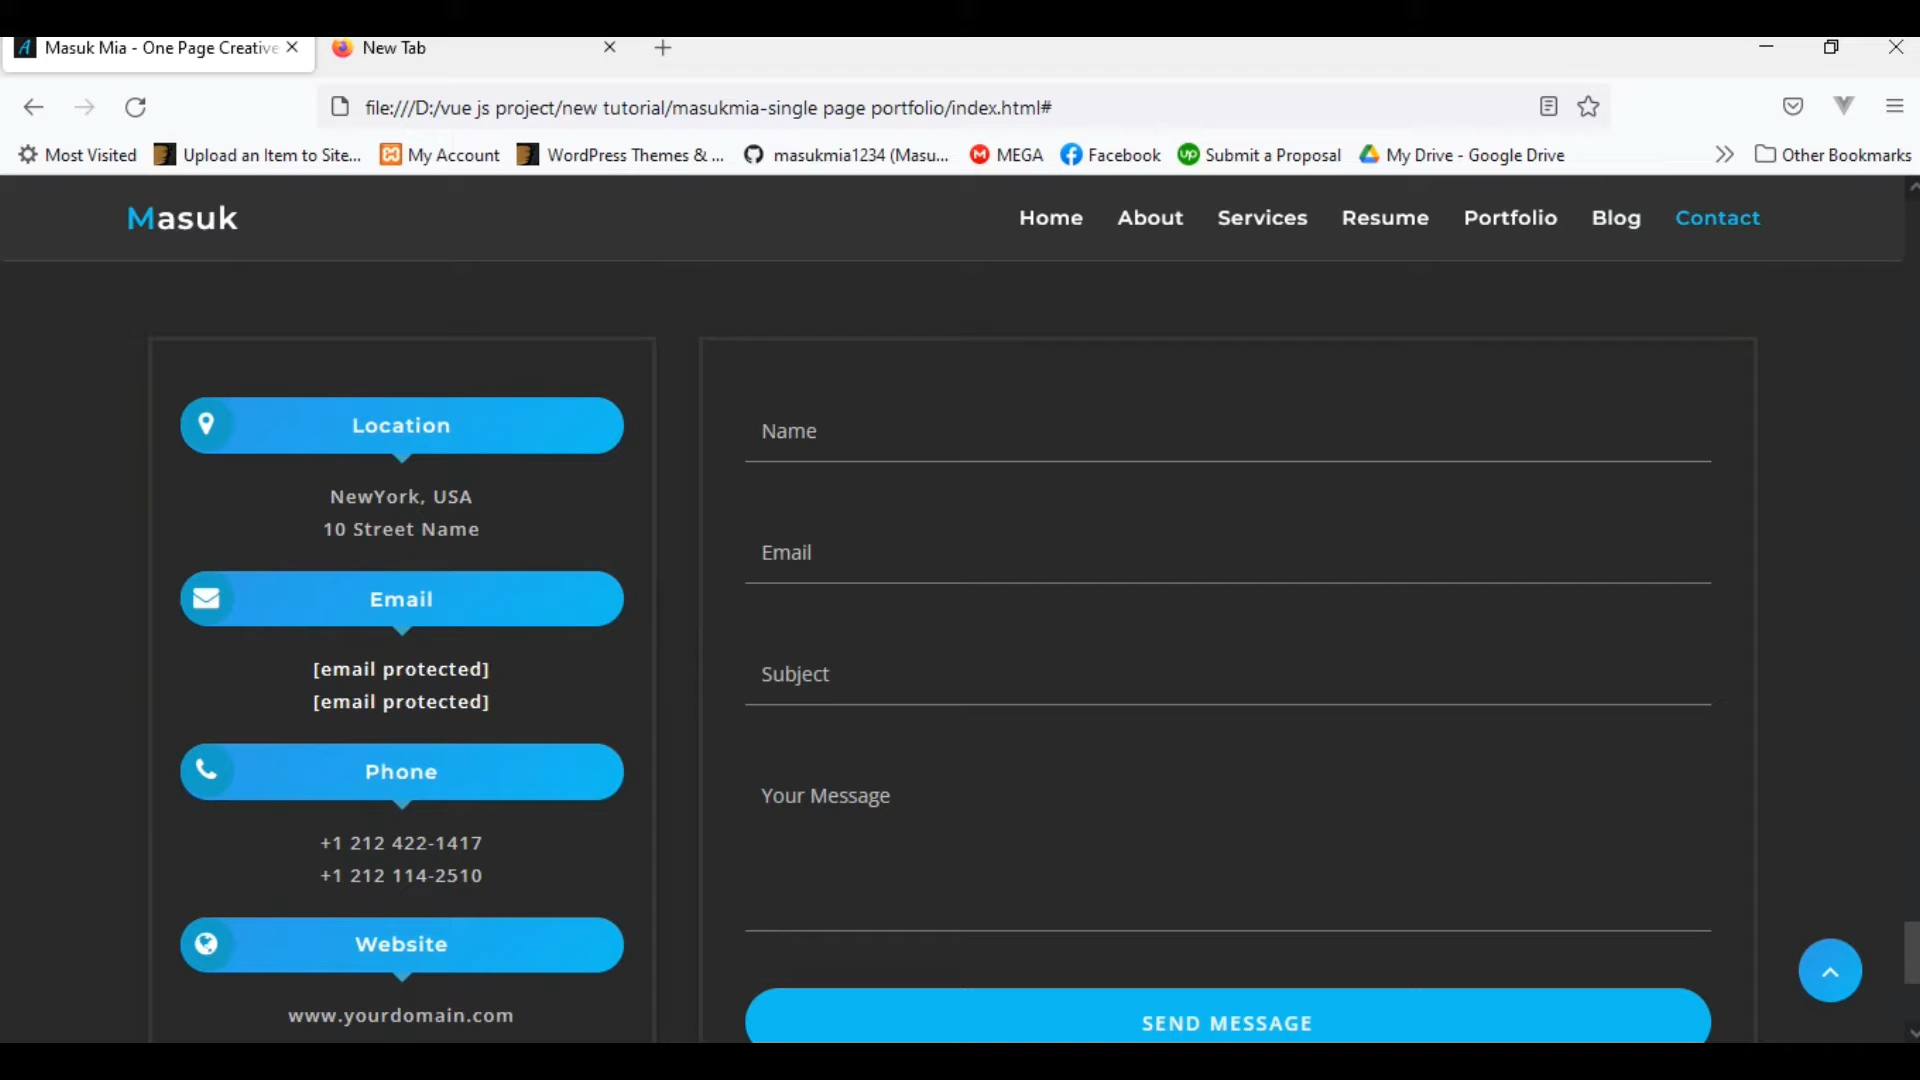 Masuk Mia - One Page Creative
New Tab
file:///D:/vue js project/new tutorial/masukmia-single page portfolio/index.html#
Most Visited Upload an Item to Site... My Account WordPress Themes & ... masukmia1234 (Masu... MEGA Facebook Submit a Proposal My Drive - Google Drive Other Bookmarks
Masuk
Home About Services Resume Portfolio Blog Contact
Location
NewYork, USA
10 Street Name
Email
[email protected]
[email protected]
Phone
+1 212 422-1417
+1 212 114-2510
Website
www.yourdomain.com
Name
Email
Subject
Your Message
SEND MESSAGE